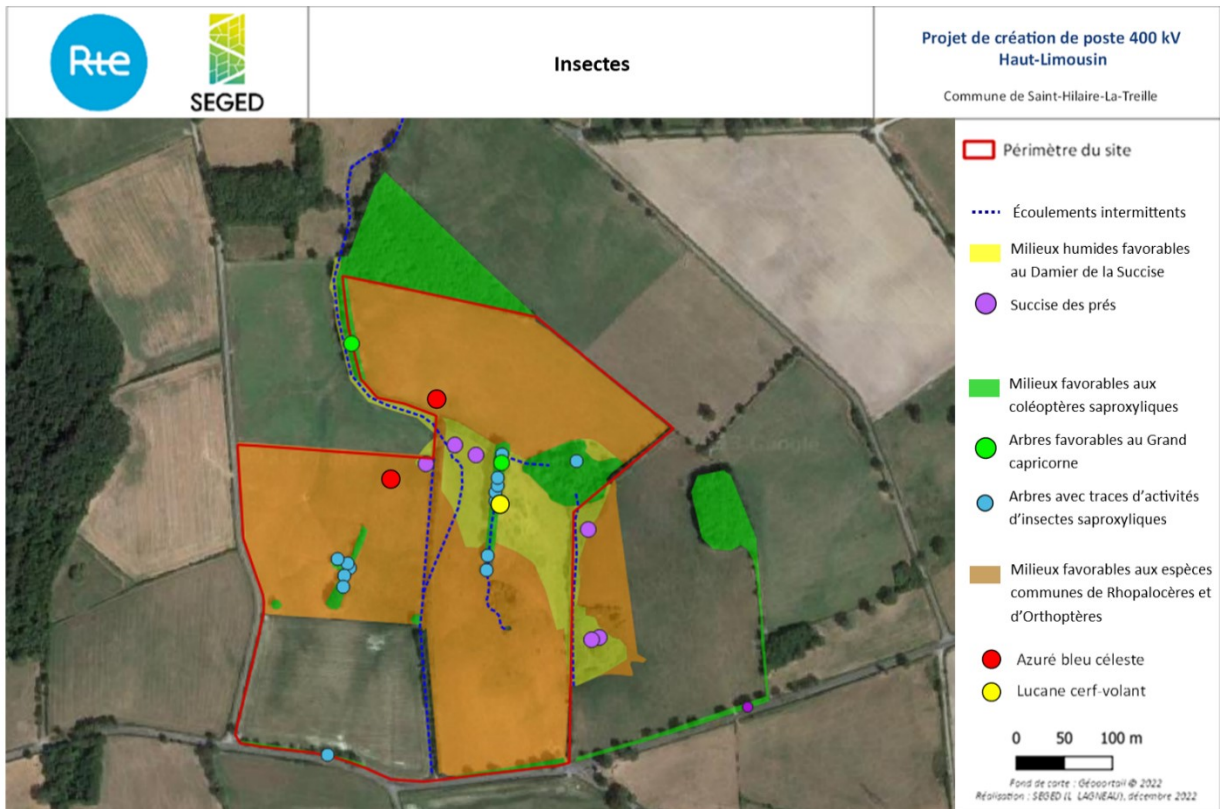 Rte
SEGED
Insectes
Projet de création de poste 400 kV
Haut-Limousin
Commune de Saint-Hilaire-La-Treille
Périmètre du site
Écoulements intermittents
Milieux humides favorables
au Damier de la Succise
Succise des prés
Milieux favorables aux
coléoptères saproxyliques
Arbres favorables au Grand
capricorne
Arbres avec traces d'activités
d'insectes saproxyliques
Milieux favorables aux espèces
communes de Rhopalocères et
d'Orthoptères
Azuré bleu céleste
Lucane cerf-volant
0 50 100 m
Fond de carte : Géoportail © 2022
Réalisation : SEGED (L. LAGNEAU), décembre 2022
Google